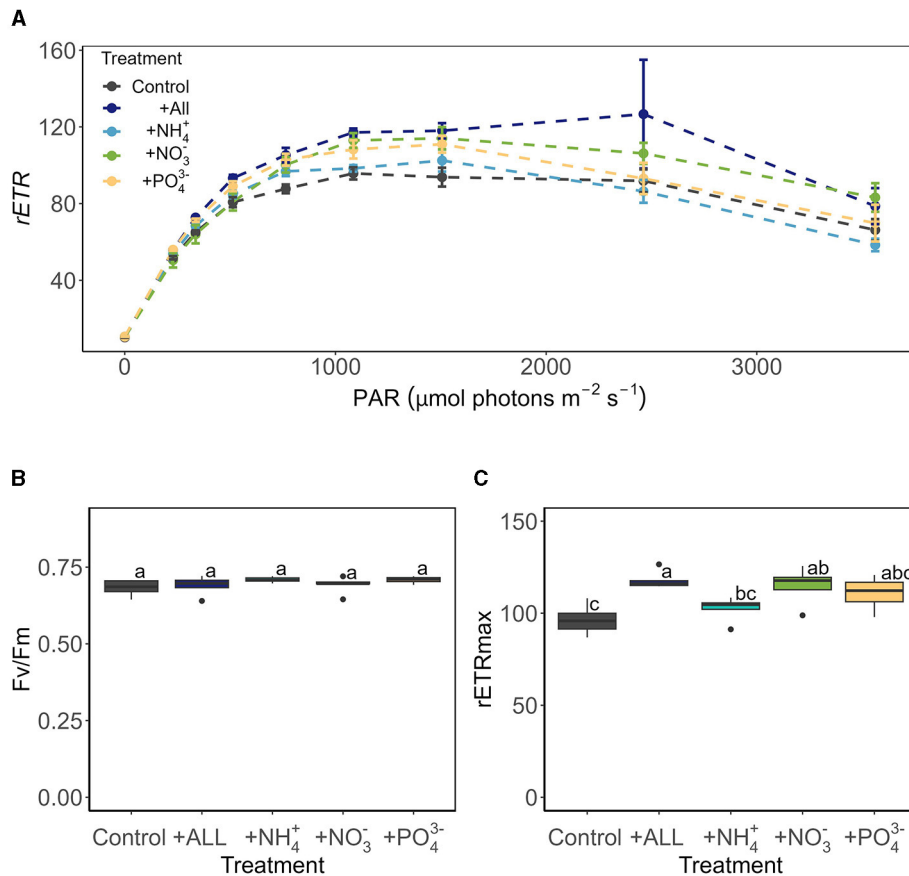 A
160
120
80
40
rETR
Treatment
Control
+All
+NH₄⁺
+NO₃⁻
+PO₄³⁻
0 1000 2000 3000
PAR (μmol photons m⁻² s⁻¹)
B
0.75
0.50
0.25
0.00
Fv/Fm
a a a a a
Control +ALL +NH₄⁺ +NO₃⁻ +PO₄³⁻
Treatment
C
150
100
50
0
rETRmax
c a bc ab abc
Control +ALL +NH₄⁺ +NO₃⁻ +PO₄³⁻
Treatment